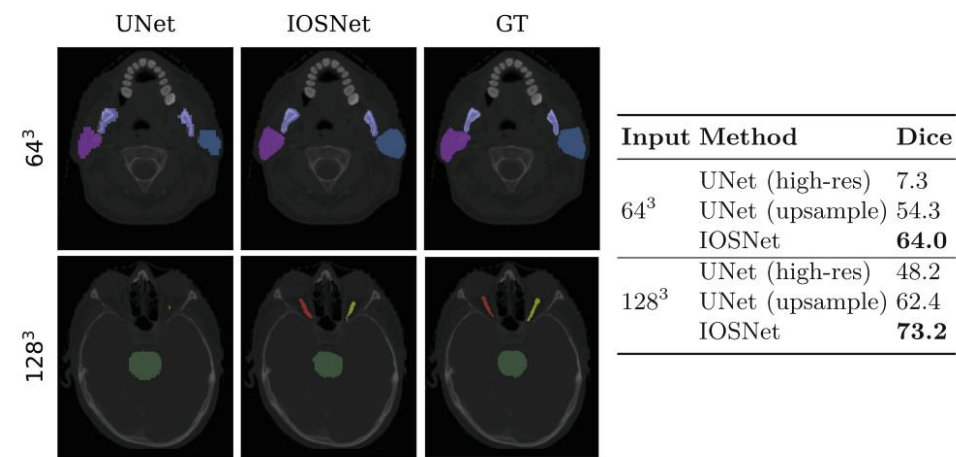 UNet IOSNet GT
64³
128³
Input Method Dice
UNet (high-res) 7.3
64³ UNet (upsample) 54.3
IOSNet 64.0
UNet (high-res) 48.2
128³ UNet (upsample) 62.4
IOSNet 73.2